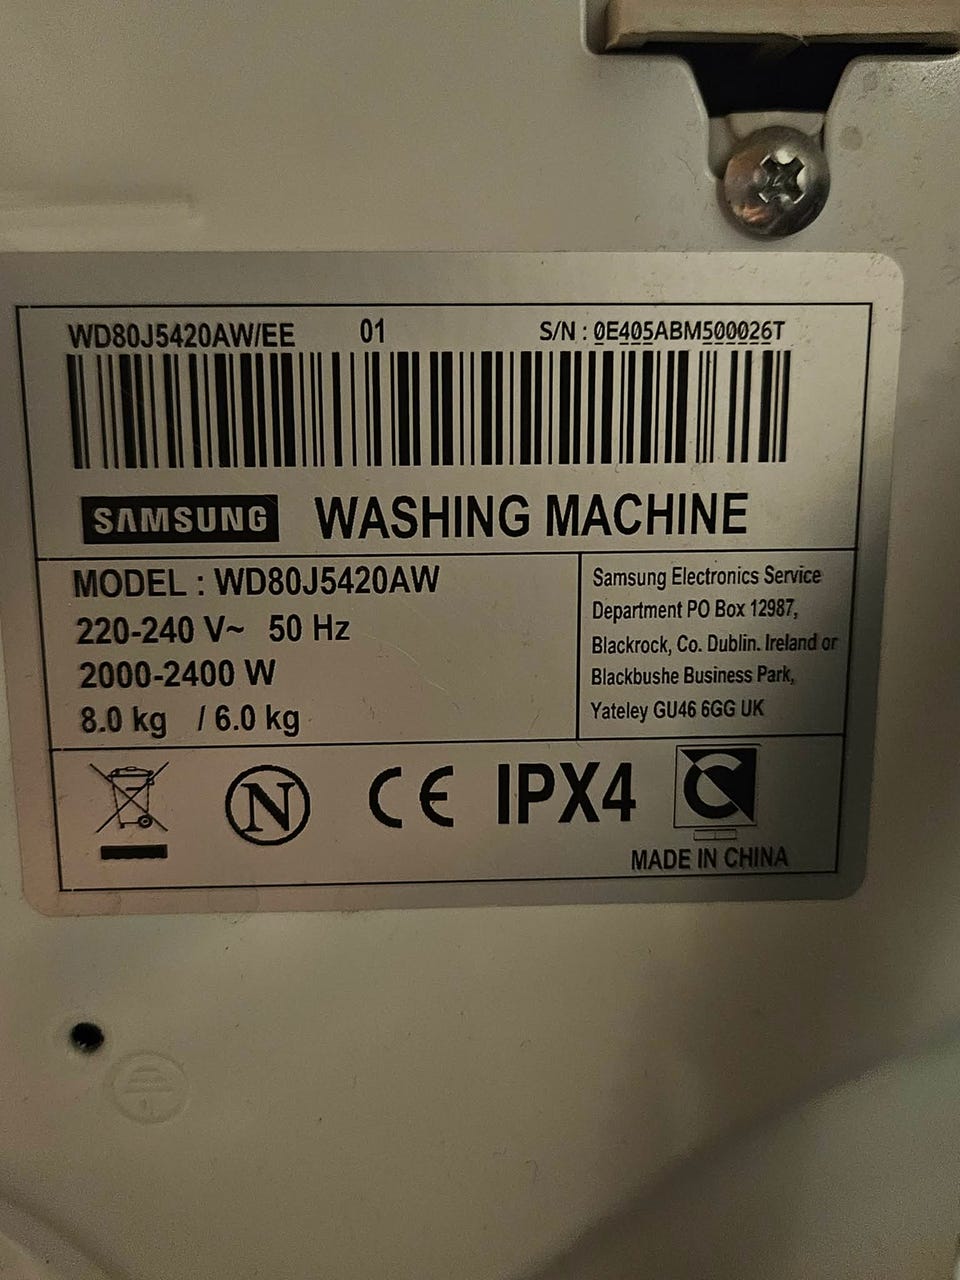 WD80J5420AW/EE 01 S/N : 0E405ABM500026T
SAMSUNG WASHING MACHINE
MODEL : WD80J5420AW
220-240 V~ 50 Hz
2000-2400 W
8.0 kg / 6.0 kg
Samsung Electronics Service
Department PO Box 12987,
Blackrock, Co. Dublin. Ireland or
Blackbushe Business Park,
Yateley GU46 6GG UK
N CE IPX4 C
MADE IN CHINA